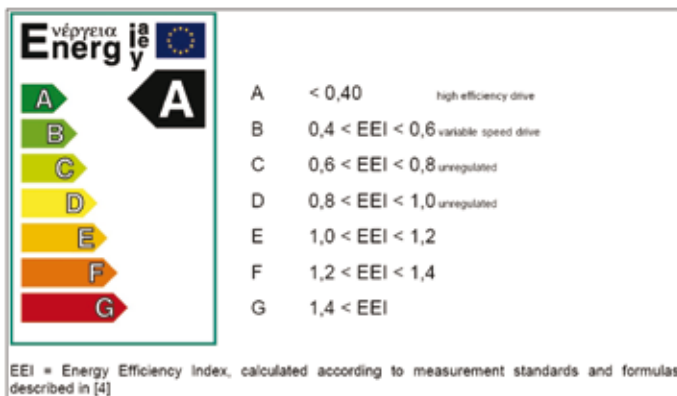 Energ ενέργεια ia ey y
A
A
B
C
D
E
F
G
A < 0,40 high efficiency drive
B 0,4 < EEI < 0,6 variable speed drive
C 0,6 < EEI < 0,8 unregulated
D 0,8 < EEI < 1,0 unregulated
E 1,0 < EEI < 1,2
F 1,2 < EEI < 1,4
G 1,4 < EEI
EEI = Energy Efficiency Index, calculated according to measurement standards and formulas
described in [4]